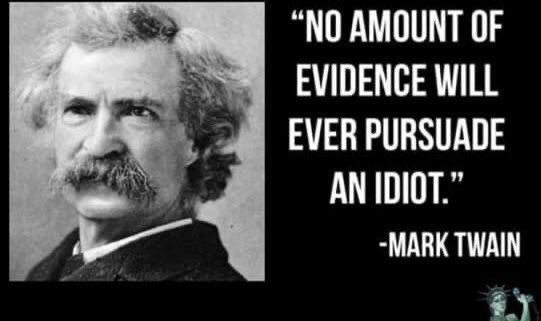 “NO AMOUNT OF
EVIDENCE WILL
EVER PURSUADE
AN IDIOT.”
-MARK TWAIN